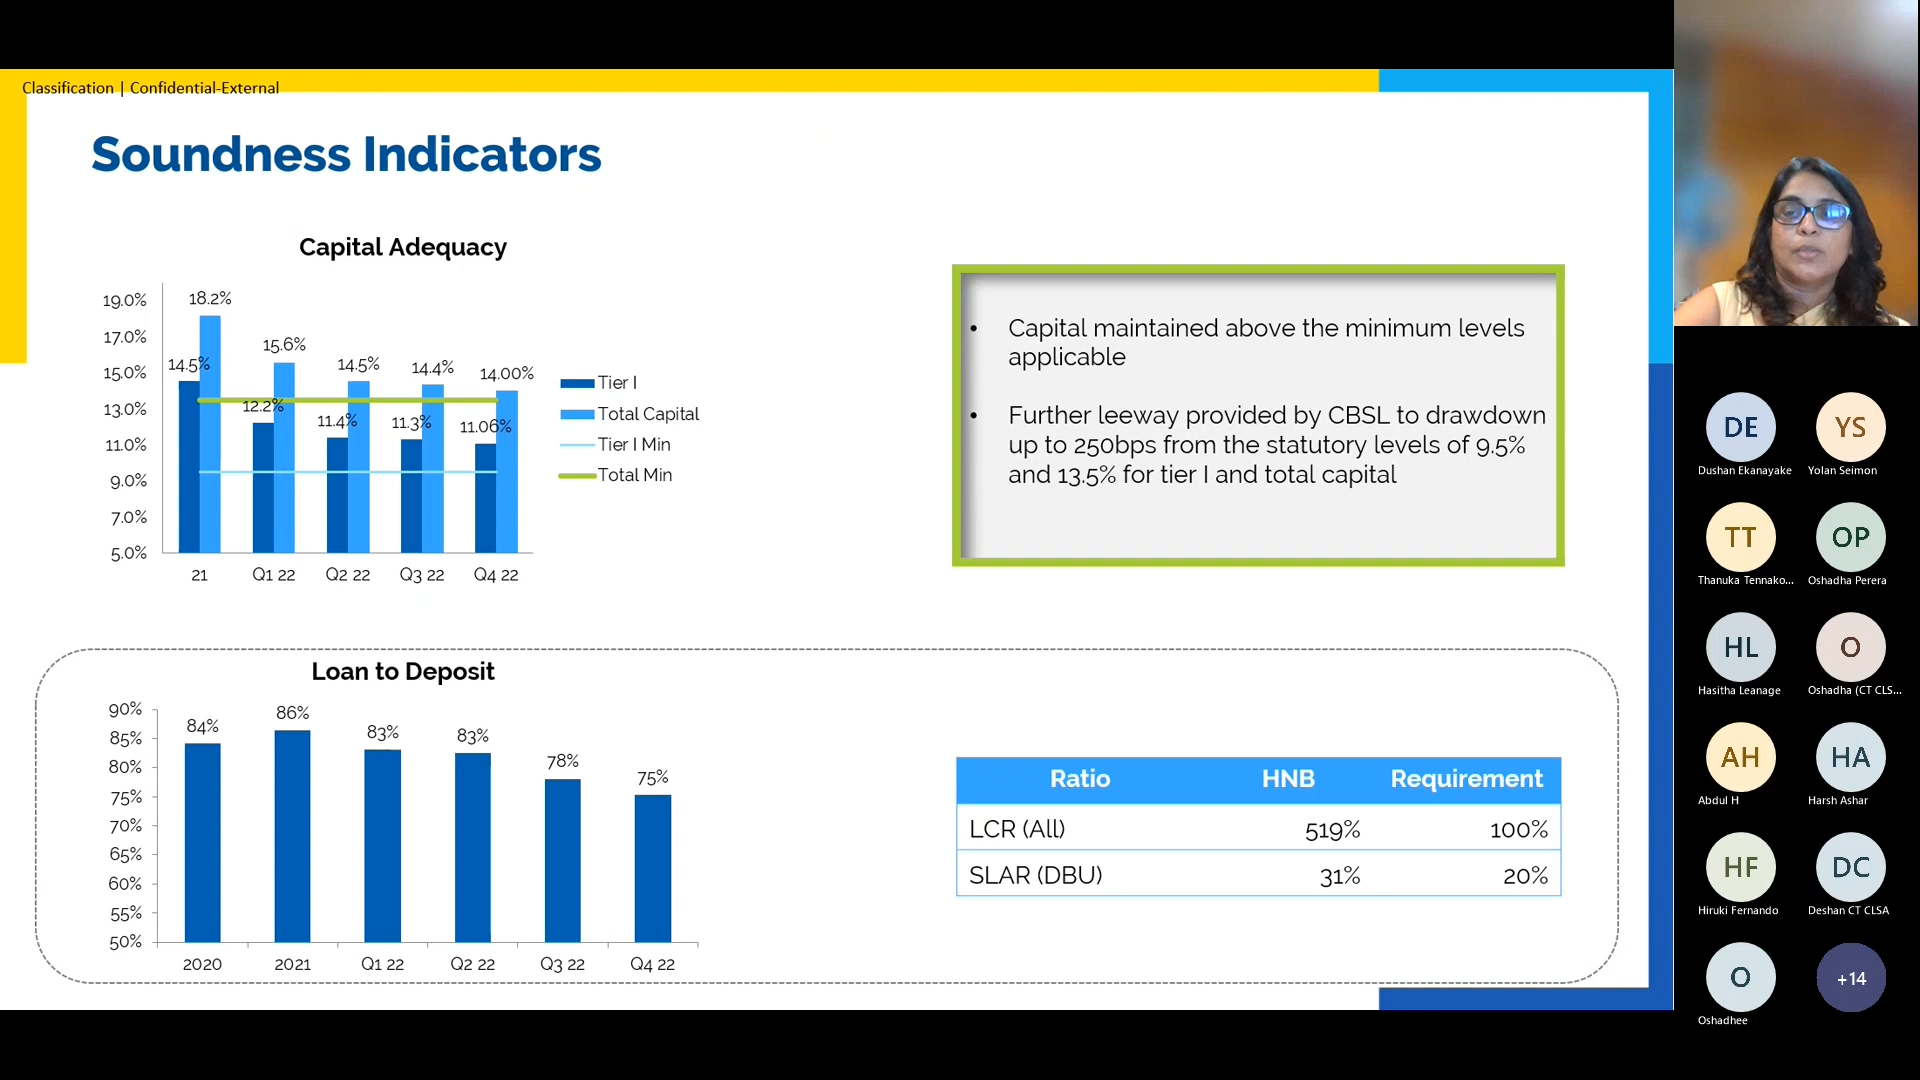 Classification | Confidential-External
Soundness Indicators
Capital Adequacy
19.0%
17.0%
15.0%
13.0%
11.0%
9.0%
7.0%
5.0%
14.5%
18.2%
12.2%
15.6%
11.4%
14.5%
11.3%
14.4%
11.06%
14.00%
21 Q1 22 Q2 22 Q3 22 Q4 22
Tier I
Total Capital
Tier I Min
Total Min
• Capital maintained above the minimum levels
applicable
• Further leeway provided by CBSL to drawdown
up to 250bps from the statutory levels of 9.5%
and 13.5% for tier I and total capital
Loan to Deposit
90%
85%
80%
75%
70%
65%
60%
55%
50%
84%
86%
83%
83%
78%
75%
2020 2021 Q1 22 Q2 22 Q3 22 Q4 22
Ratio HNB Requirement
LCR (All) 519% 100%
SLAR (DBU) 31% 20%
DE YS
Dushan Ekanayake Yolan Seimon
TT OP
Thanuka Tennako... Oshadha Perera
HL O
Hasitha Leanage Oshadha (CT CLS...
AH HA
Abdul H Harsh Ashar
HF DC
Hiruki Fernando Deshan CT CLSA
O +14
Oshadhee